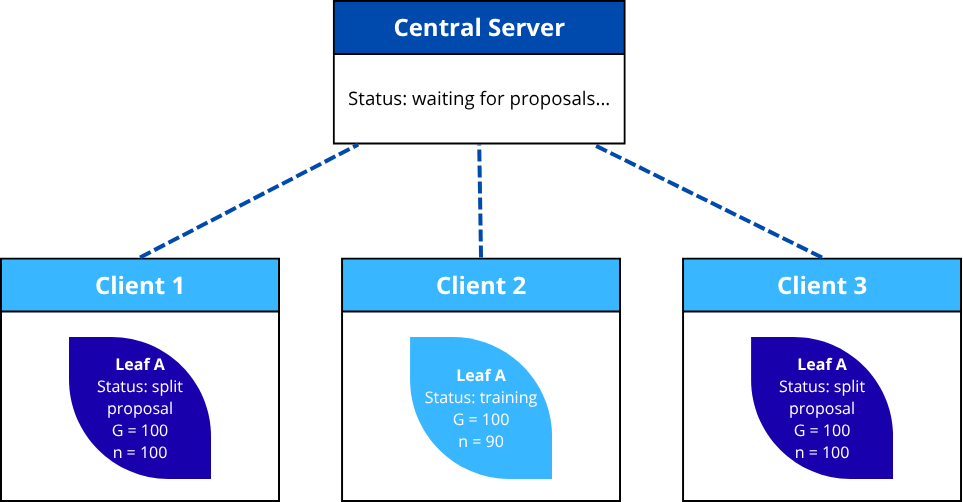 Central Server
Status: waiting for proposals...
Client 1
Leaf A
Status: split
proposal
G = 100
n = 100
Client 2
Leaf A
Status: training
G = 100
n = 90
Client 3
Leaf A
Status: split
proposal
G = 100
n = 100